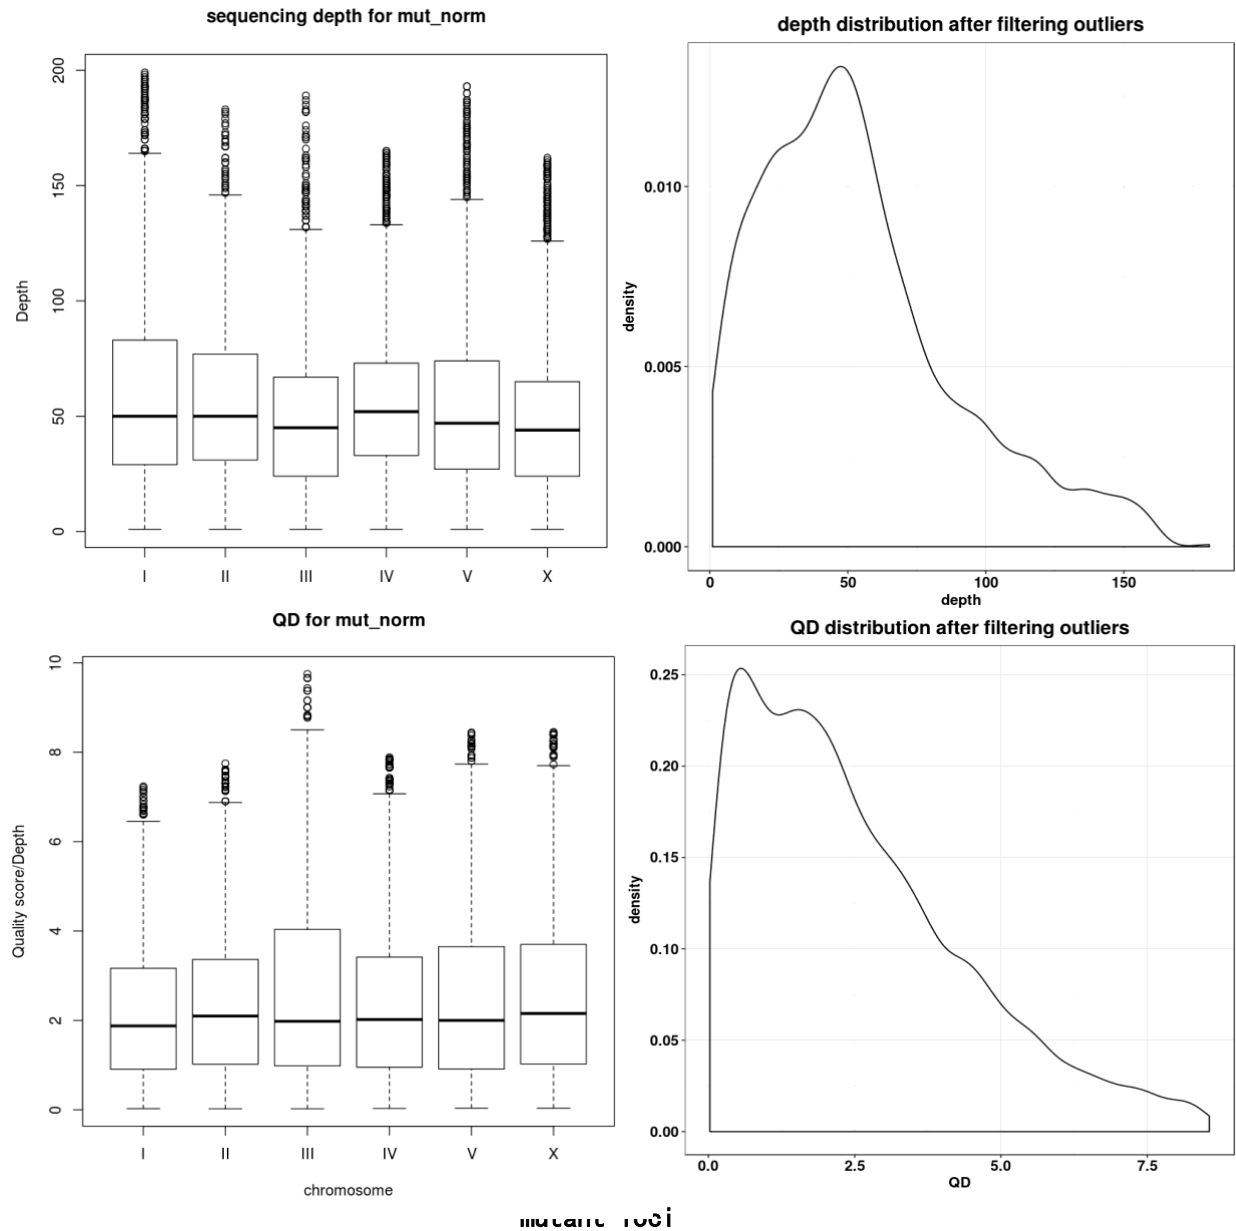 sequencing depth for mut_norm
200
150
100
50
0
Depth
I II III IV V X
depth distribution after filtering outliers
0.010
0.005
0.000
density
0 50 100 150
depth
QD for mut_norm
10
8
6
4
2
0
Quality score/Depth
I II III IV V X
chromosome
QD distribution after filtering outliers
0.25
0.20
0.15
0.10
0.05
0.00
density
0.0 2.5 5.0 7.5
QD
mutant